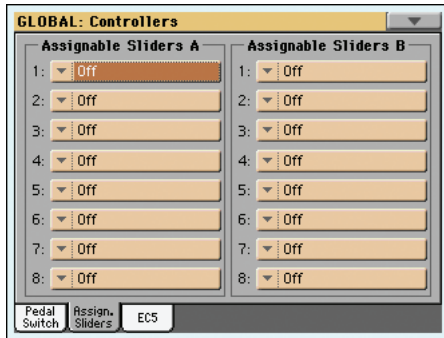 GLOBAL: Controllers
Assignable Sliders A
1: Off
2: Off
3: Off
4: Off
5: Off
6: Off
7: Off
8: Off
Assignable Sliders B
1: Off
2: Off
3: Off
4: Off
5: Off
6: Off
7: Off
8: Off
Pedal
Switch
Assign.
Sliders
EC5